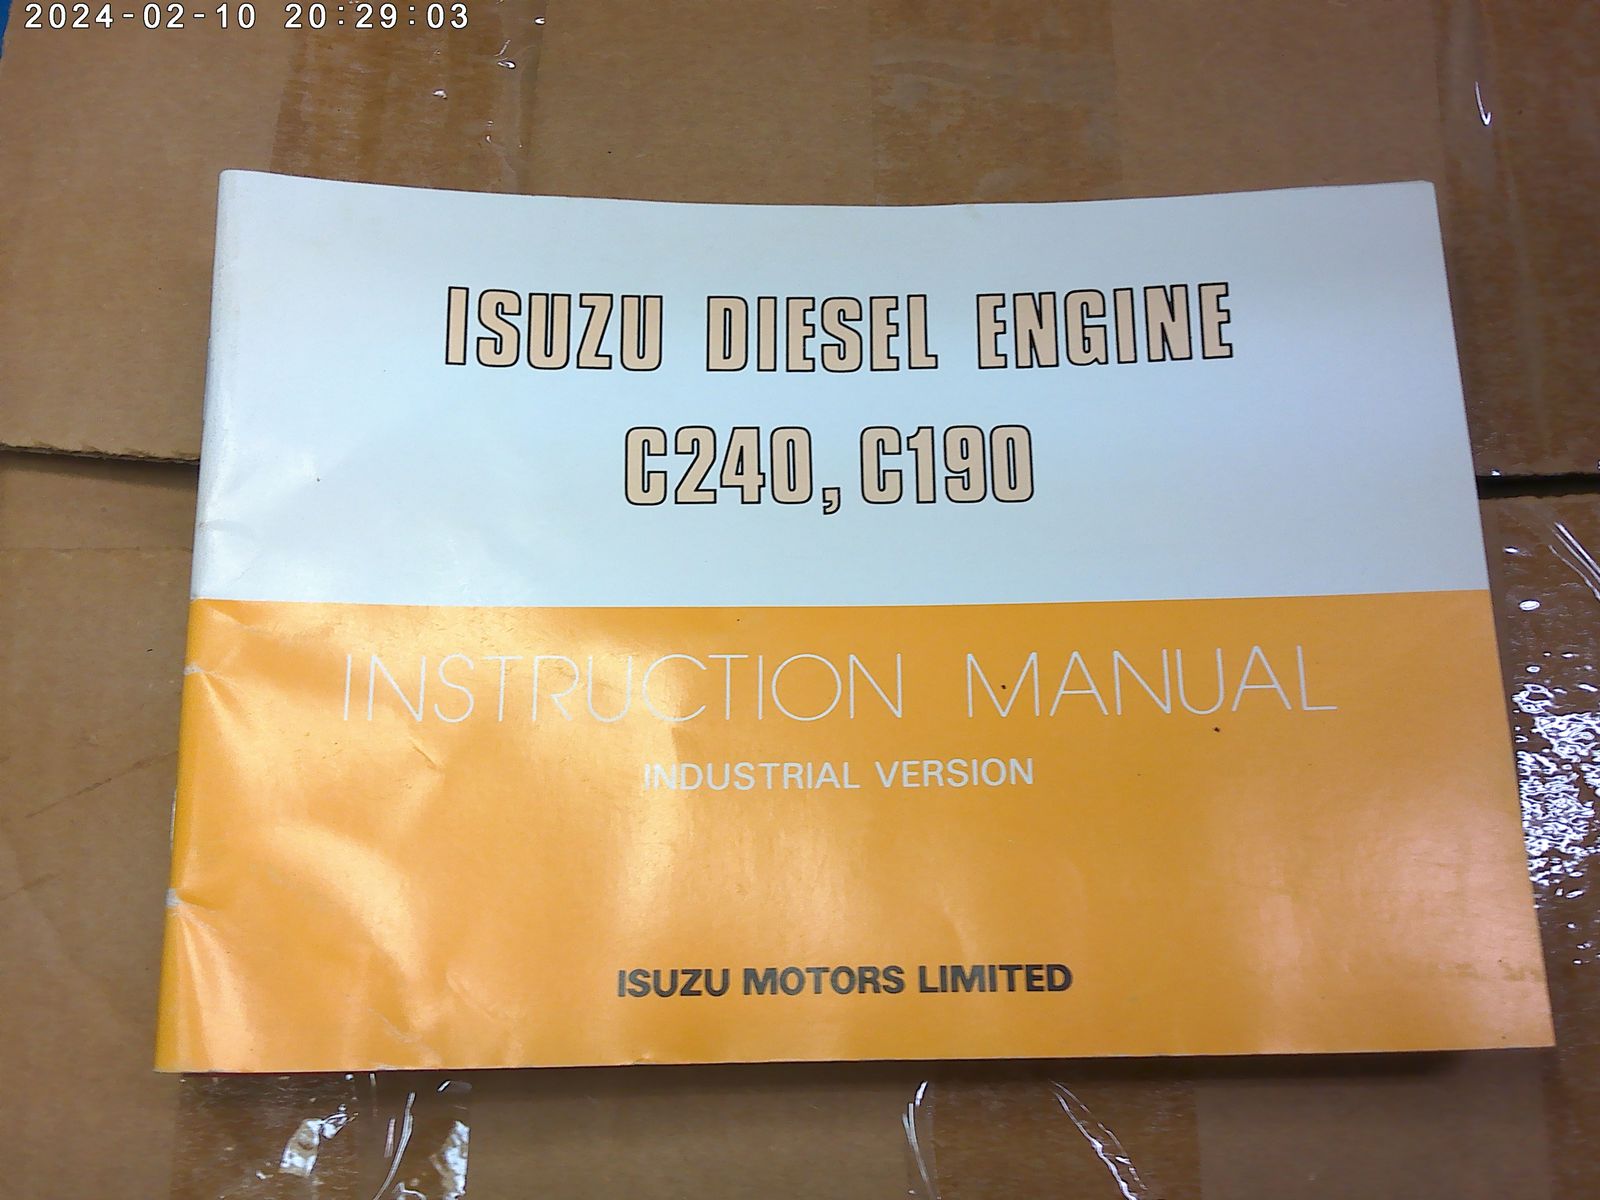 2024-02-10 20:29:03
ISUZU DIESEL ENGINE
C240, C190
INSTRUCTION MANUAL
INDUSTRIAL VERSION
ISUZU MOTORS LIMITED